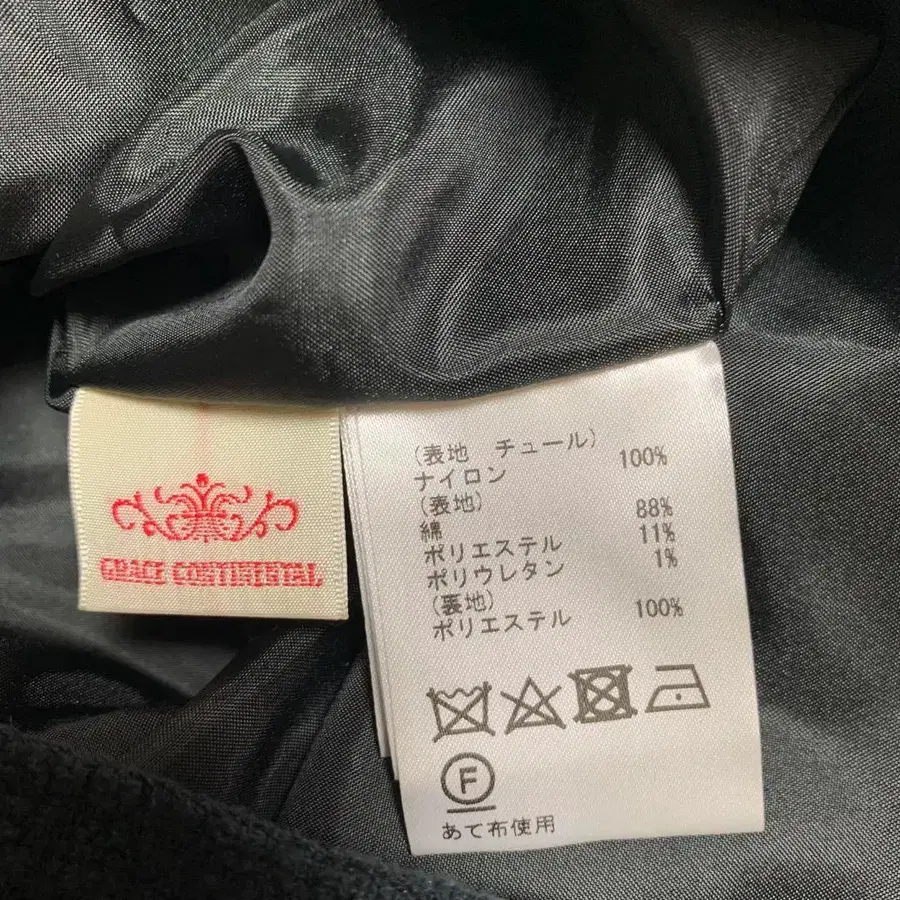 GRACE CONTINENTAL
(表地 チュール)
ナイロン 100%
(表地)
綿 88%
ポリエステル 11%
ポリウレタン 1%
(裏地)
ポリエステル 100%
F
あて布使用